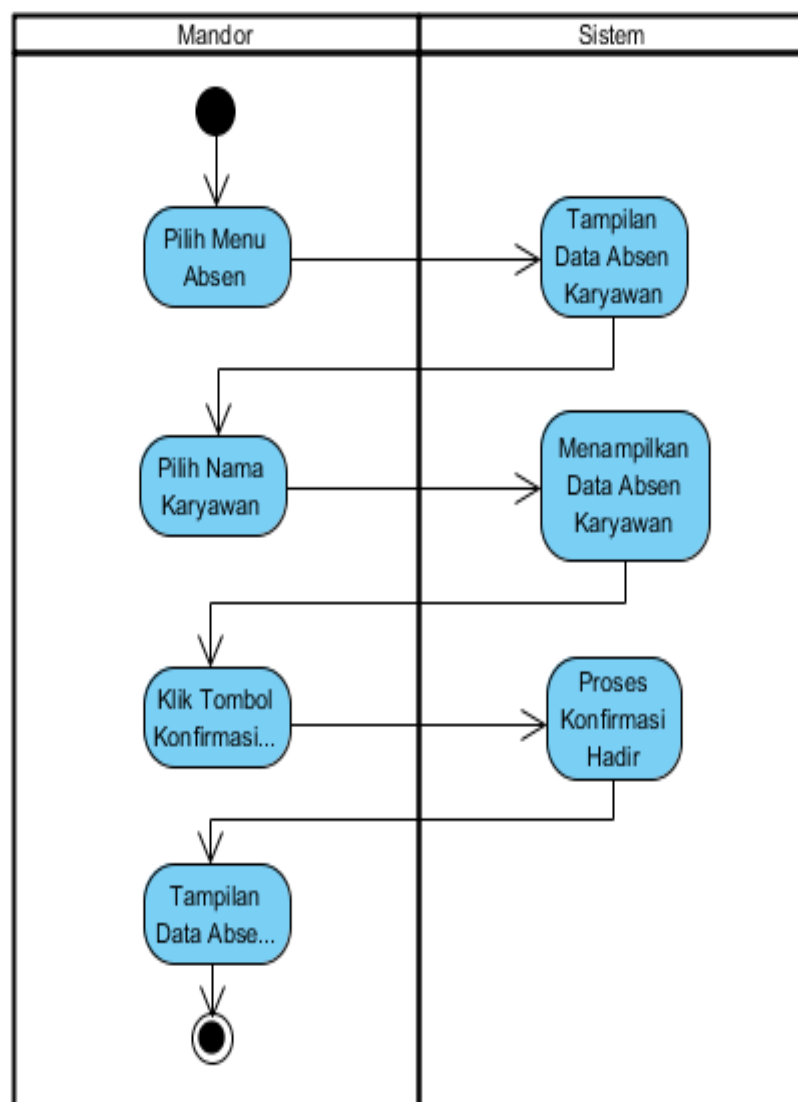 Mandor
Sistem
Pilih Menu
Absen
Tampilan
Data Absen
Karyawan
Pilih Nama
Karyawan
Menampilkan
Data Absen
Karyawan
Klik Tombol
Konfirmasi...
Proses
Konfirmasi
Hadir
Tampilan
Data Abse...